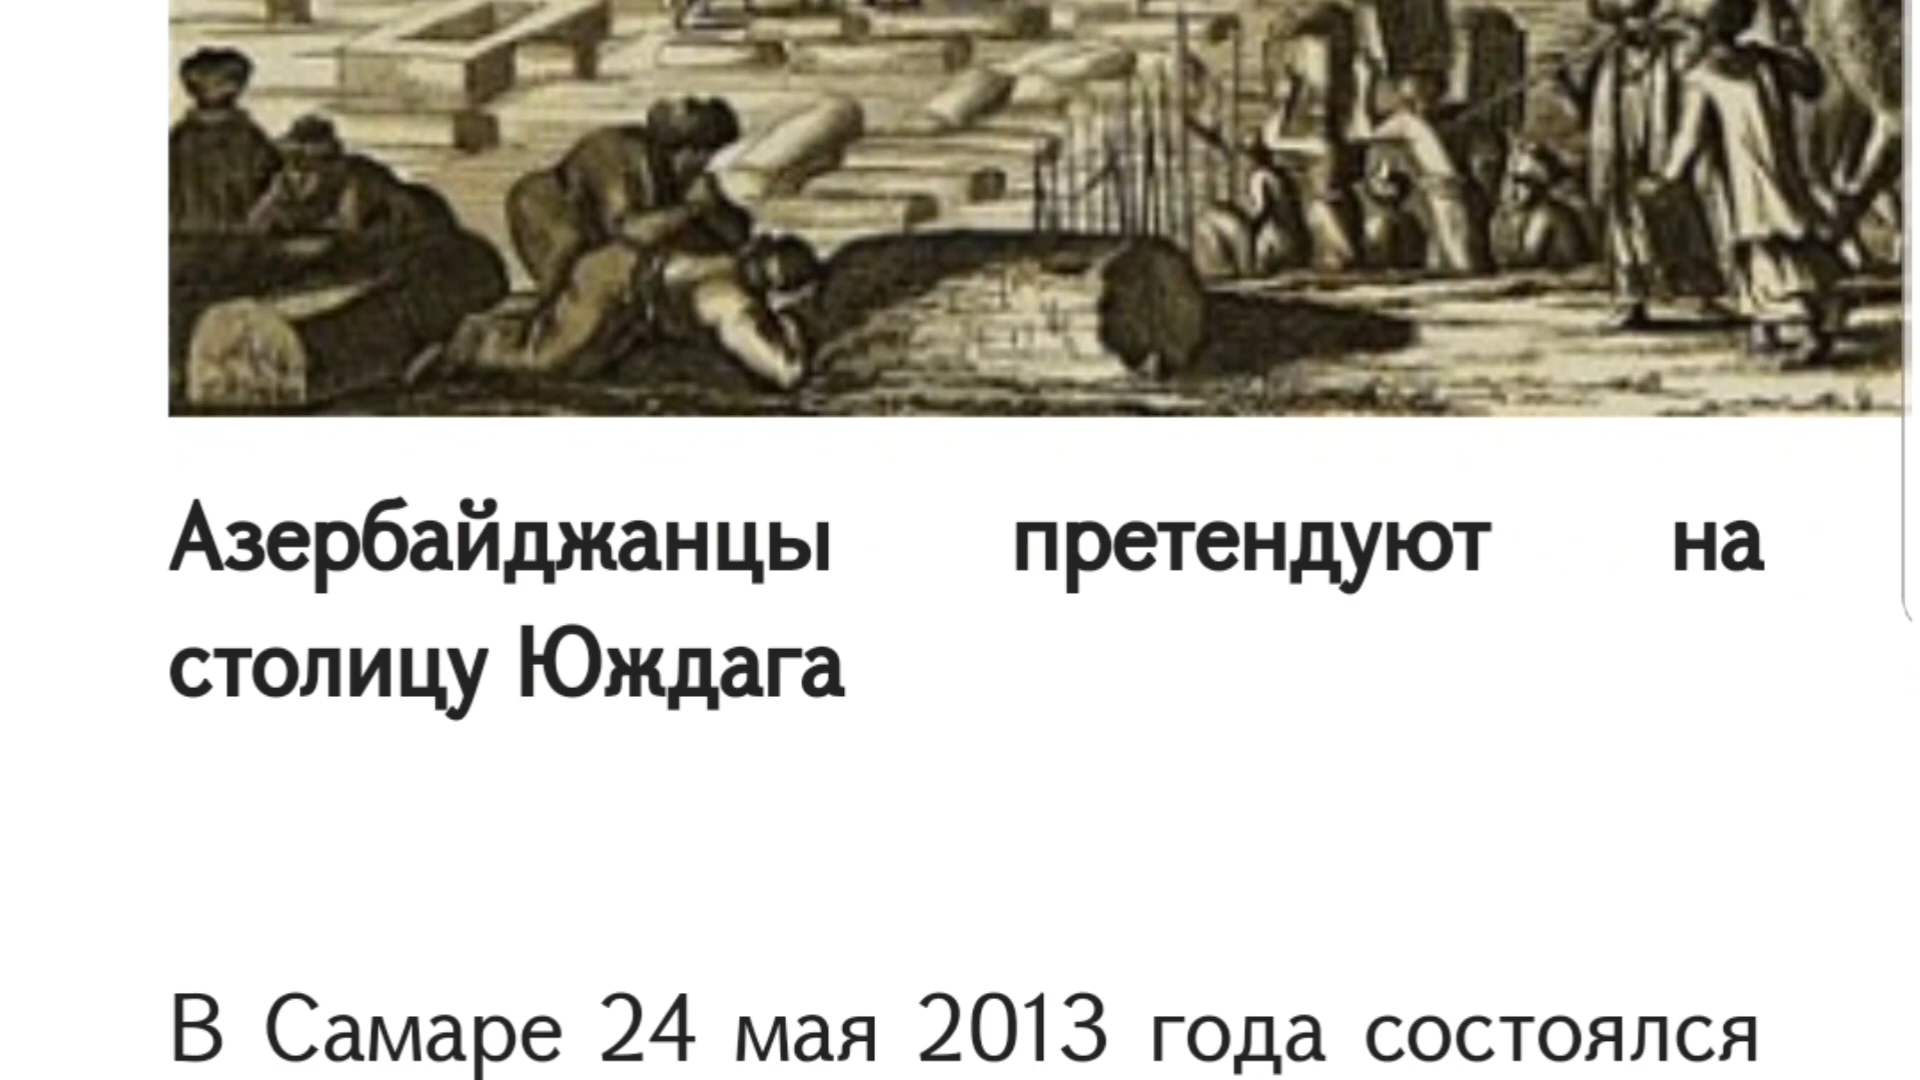 Азербайджанцы претендуют на
столицу Юждага
В Самаре 24 мая 2013 года состоялся